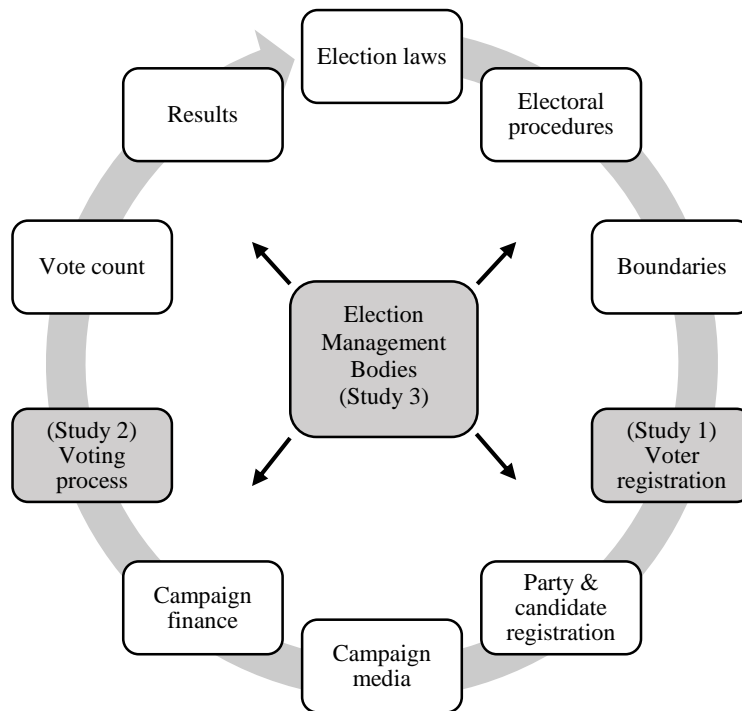 Election laws
Electoral
procedures
Boundaries
(Study 1)
Voter
registration
Party &
candidate
registration
Campaign
media
Campaign
finance
(Study 2)
Voting
process
Vote count
Results
Election
Management
Bodies
(Study 3)